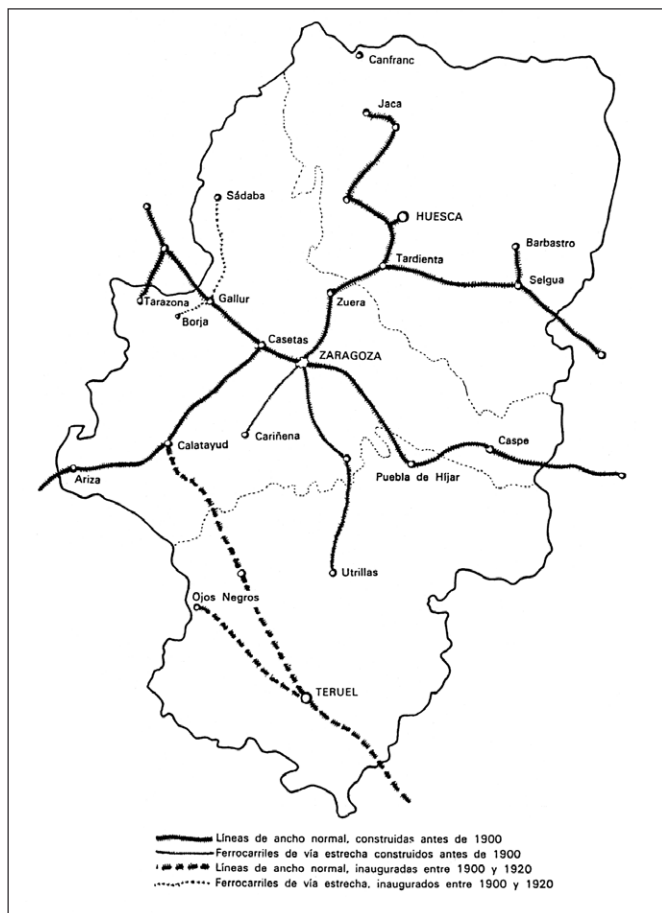 Canfranc
Jaca
Sádaba
HUESCA
Barbastro
Tardienta
Selgua
Tarazona
Gallur
Zuera
Borja
Casetas
ZARAGOZA
Cariñena
Calatayud
Caspe
Ariza
Puebla de Híjar
Utrillas
Ojos Negros
TERUEL
Líneas de ancho normal, construidas antes de 1900
Ferrocarriles de vía estrecha construidos antes de 1900
Líneas de ancho normal, inauguradas entre 1900 y 1920
Ferrocarriles de vía estrecha, inaugurados entre 1900 y 1920